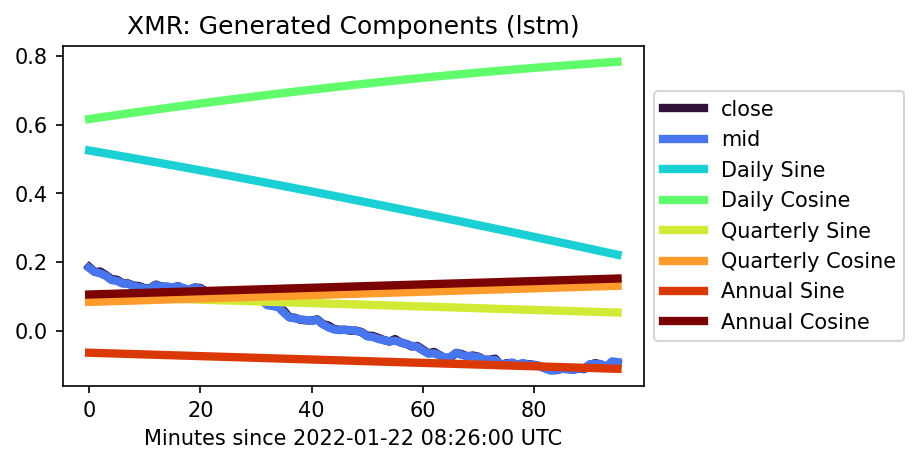 XMR: Generated Components (lstm)
0.8
0.6
0.4
0.2
0.0
0 20 40 60 80
Minutes since 2022-01-22 08:26:00 UTC
close
mid
Daily Sine
Daily Cosine
Quarterly Sine
Quarterly Cosine
Annual Sine
Annual Cosine